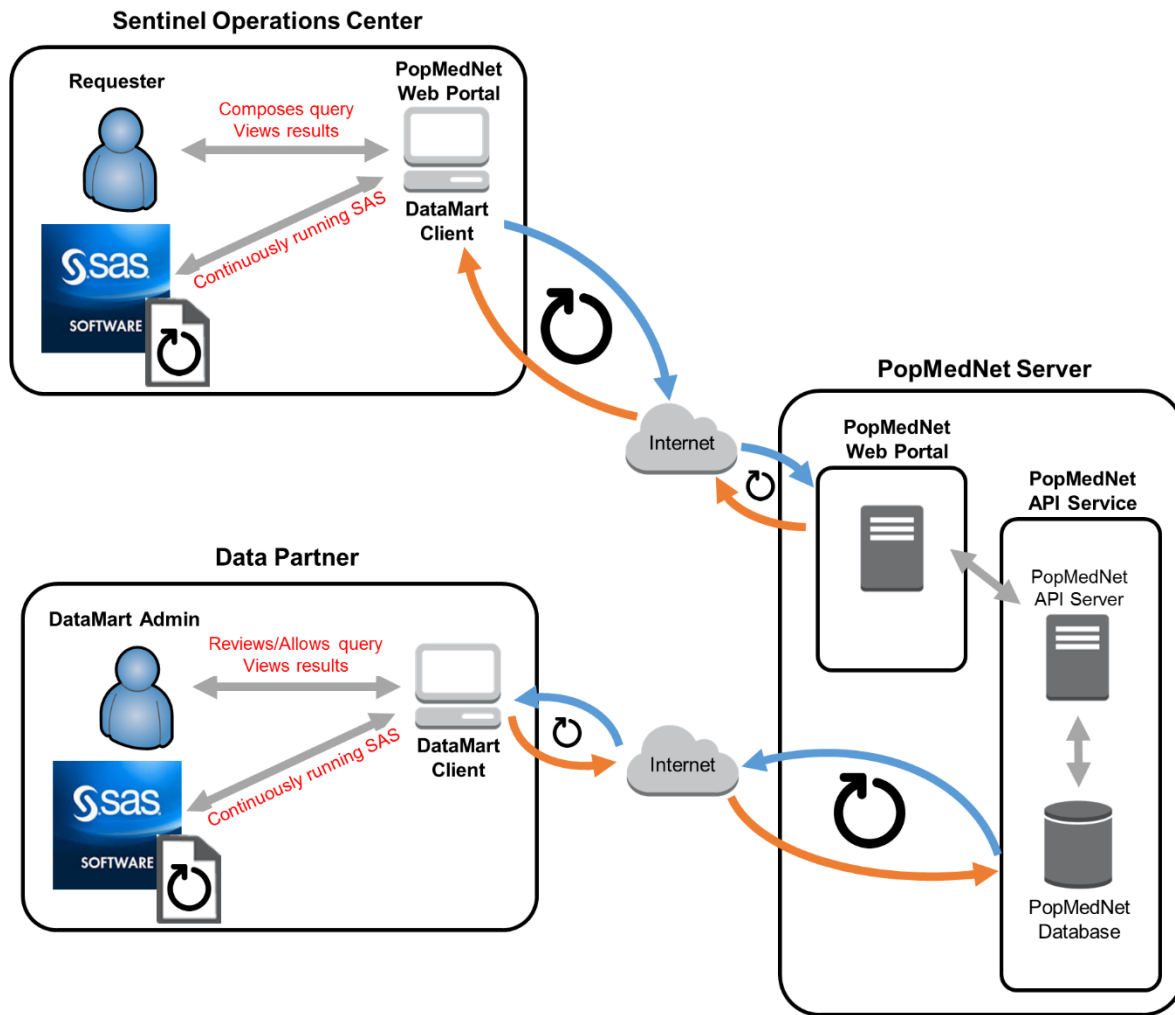 Sentinel Operations Center
Requester
PopMedNet
Web Portal
Composes query
Views results
DataMart
Client
Continuously running SAS
sas
SOFTWARE
Internet
PopMedNet Server
PopMedNet
Web Portal
PopMedNet
API Service
PopMedNet
API Server
PopMedNet
Database
Data Partner
DataMart Admin
Reviews/Allows query
Views results
DataMart
Client
Continuously running SAS
sas
SOFTWARE
Internet